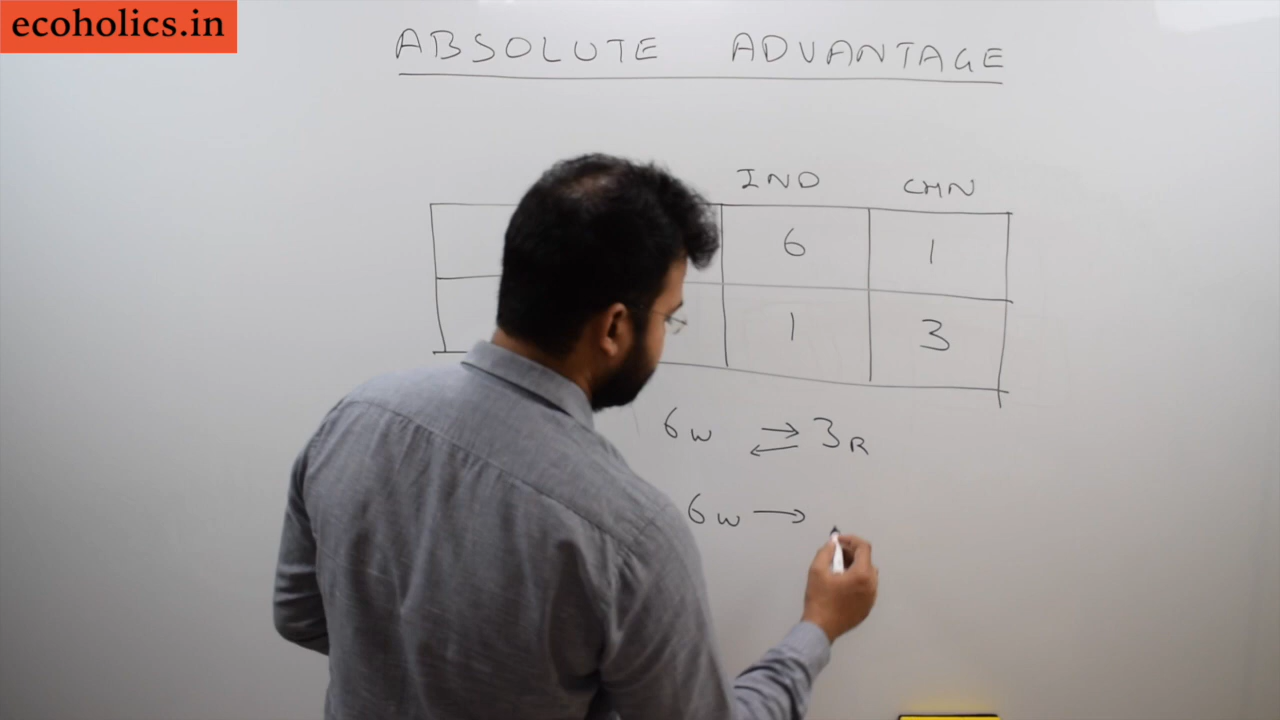 ecoholics.in
ABSOLUTE ADVANTAGE
IND CHN
6 1
1 3
6w → 3R
←
6w →